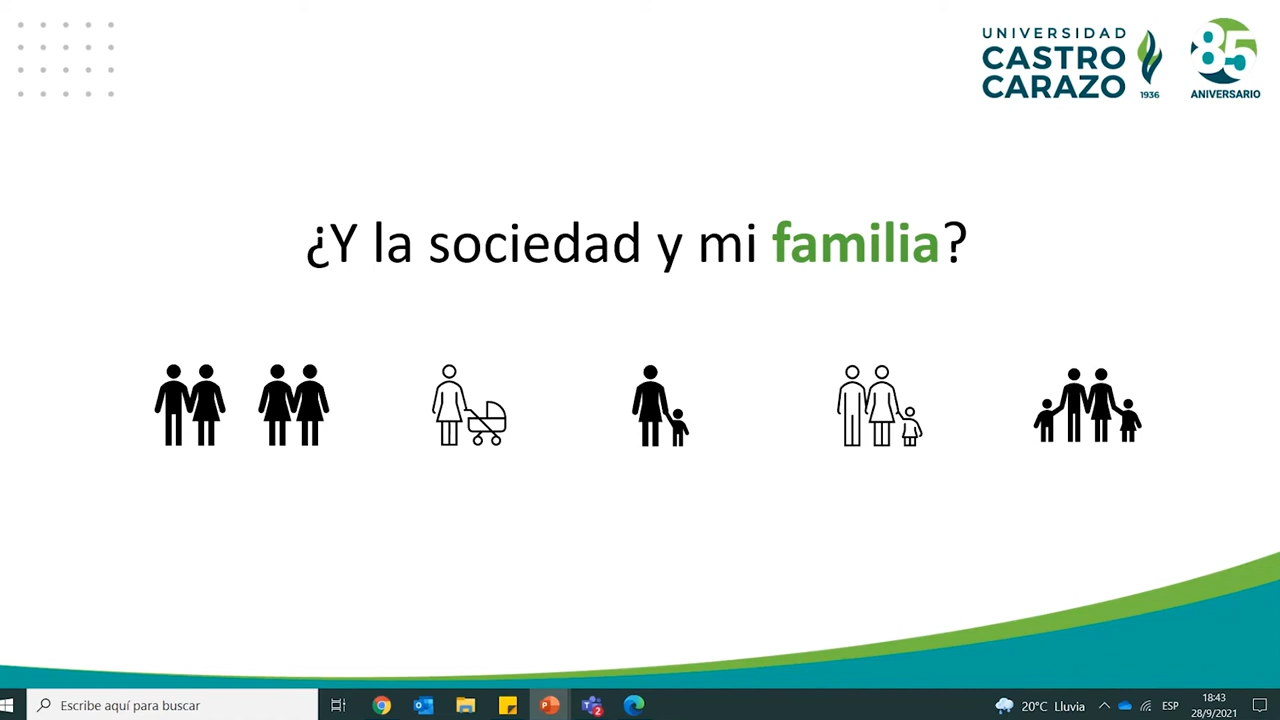 UNIVERSIDAD
CASTRO
CARAZO
1936
85
ANIVERSARIO
¿Y la sociedad y mi familia?
Escribe aquí para buscar
2
20°C Lluvia
ESP
18:43
28/9/2021